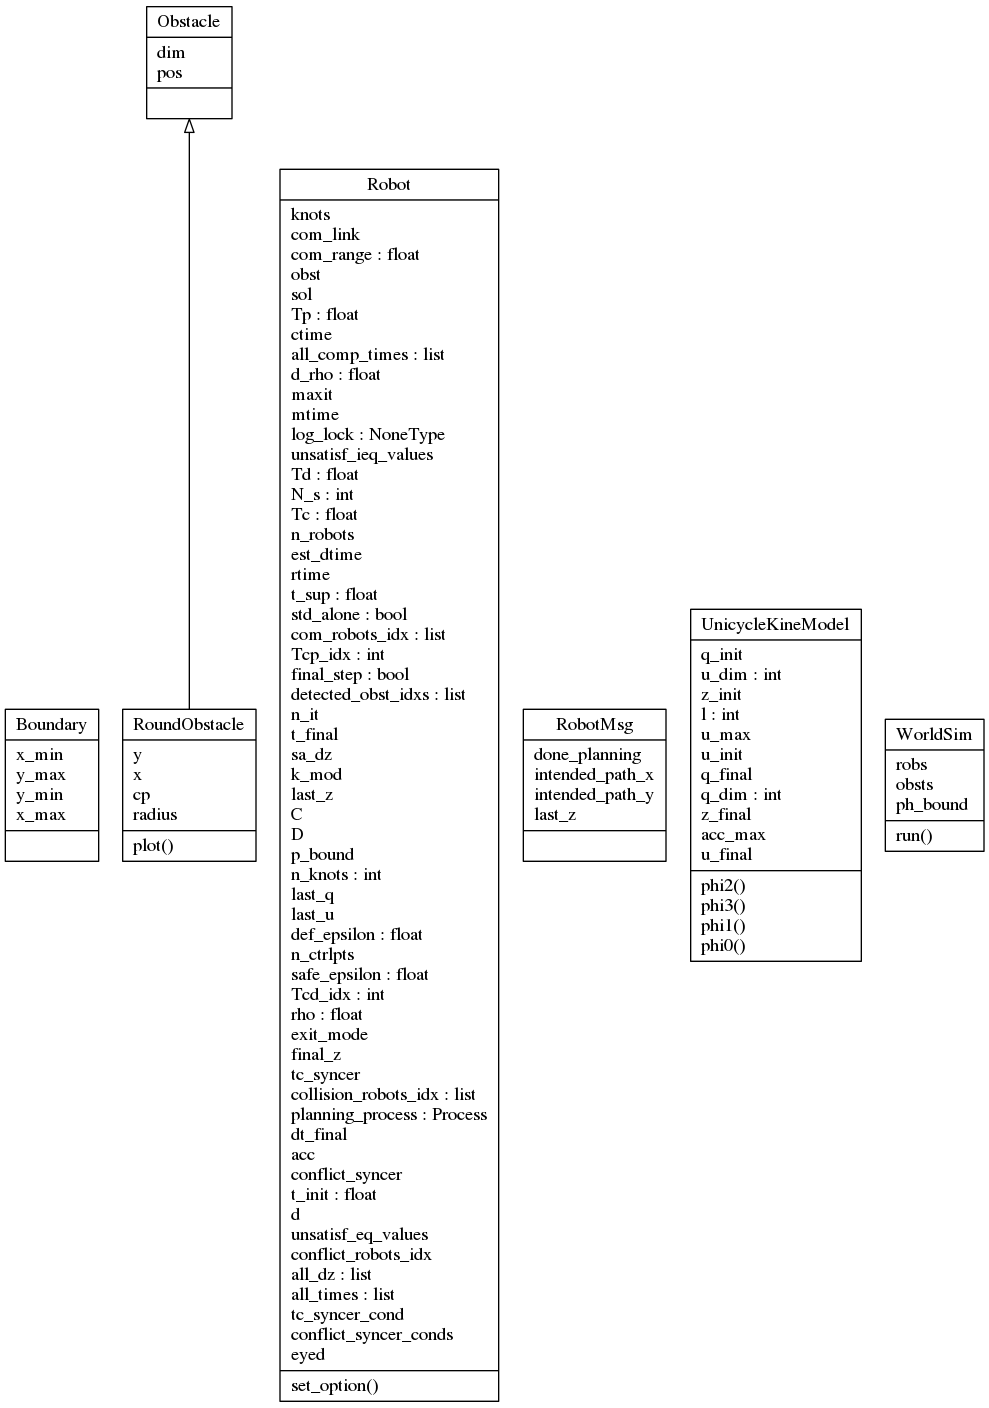 Obstacle
dim
pos
Robot
knots
com_link
com_range : float
obst
sol
Tp : float
ctime
all_comp_times : list
d_rho : float
maxit
mtime
log_lock : NoneType
unsatisf_ieq_values
Td : float
N_s : int
Tc : float
n_robots
est_dtime
rtime
t_sup : float
std_alone : bool
com_robots_idx : list
Tcp_idx : int
final_step : bool
detected_obst_idxs : list
n_it
t_final
sa_dz
k_mod
last_z
C
D
p_bound
n_knots : int
last_q
last_u
def_epsilon : float
n_ctrlpts
safe_epsilon : float
Tcd_idx : int
rho : float
exit_mode
final_z
tc_syncer
collision_robots_idx : list
planning_process : Process
dt_final
acc
conflict_syncer
t_init : float
d
unsatisf_eq_values
conflict_robots_idx
all_dz : list
all_times : list
tc_syncer_cond
conflict_syncer_conds
eyed
set_option()
Boundary
x_min
y_max
y_min
x_max
RoundObstacle
y
x
cp
radius
plot()
RobotMsg
done_planning
intended_path_x
intended_path_y
last_z
UnicycleKineModel
q_init
u_dim : int
z_init
l : int
u_max
u_init
q_final
q_dim : int
z_final
acc_max
u_final
phi2()
phi3()
phi1()
phi0()
WorldSim
robs
obsts
ph_bound
run()